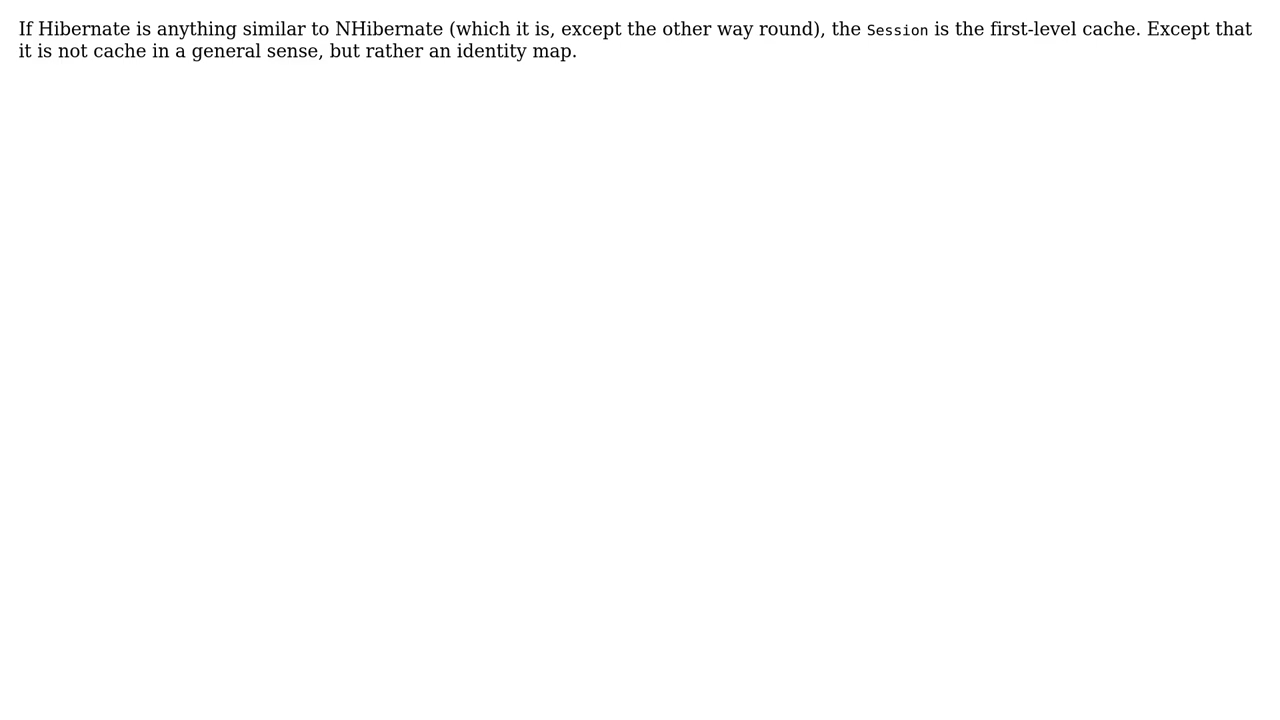 If Hibernate is anything similar to NHibernate (which it is, except the other way round), the Session is the first-level cache. Except that
it is not cache in a general sense, but rather an identity map.